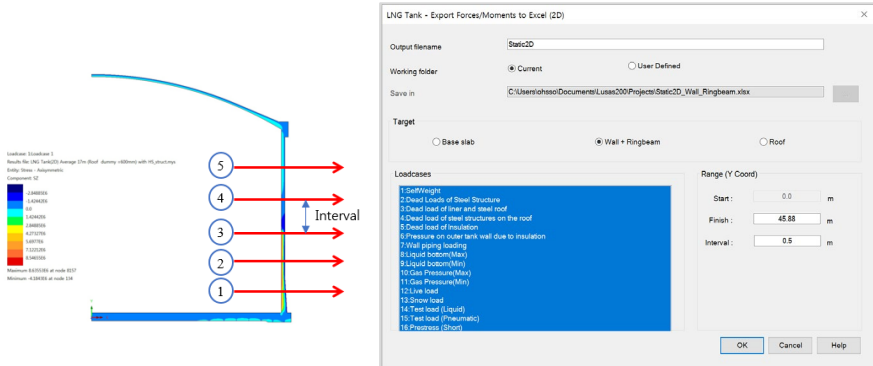 Loadcase: 1:Loadcase 1
Results file: LNG Tank(2D) Average 17m (Roof dummy =600mm) with HS_struct.mys
Entity: Stress - Axisymmetric
Component: SZ
0.0
5
4
3
2
1
Interval
LNG Tank - Export Forces/Moments to Excel (2D)
Output filename
Static2D
Working folder
Current
User Defined
Save in
C:\Users\ohsso\Documents\Lusas200\Projects\Static2D_Wall_Ringbeam.xlsx
Target
Base slab
Wall + Ringbeam
Roof
Loadcases
1:SelfWeight
2:Dead Loads of Steel Structure
3:Dead load of liner and steel roof
4:Dead load of steel structures on the roof
5:Dead load of Insulation
6:Pressure on outer tank wall due to insulation
7:Wall piping loading
8:Liquid bottom(Max)
9:Liquid bottom(Min)
10:Gas Pressure(Max)
11:Gas Pressure(Min)
12:Live load
13:Snow load
14:Test load (Liquid)
15:Test load (Pneumatic)
16:Prestress (Short)
Range (Y Coord)
Start : 0.0 m
Finish : 45.88 m
Interval : 0.5 m
OK Cancel Help